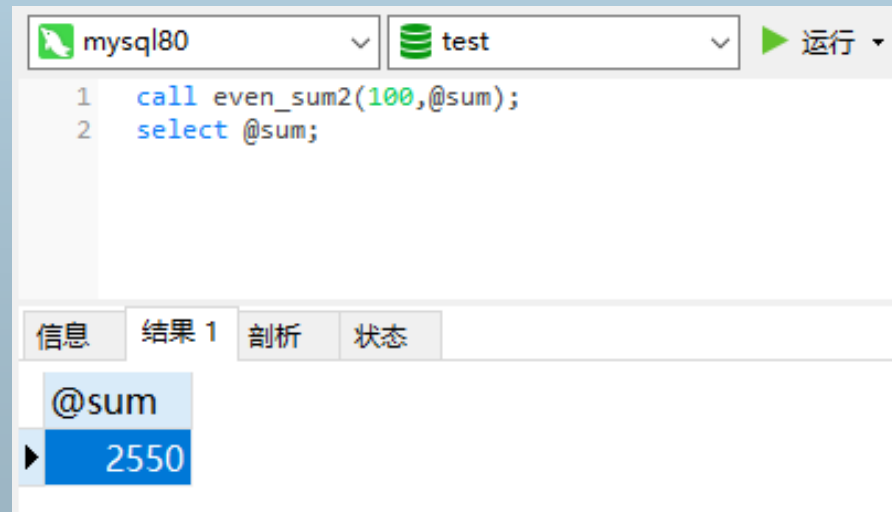 mysql80 test 运行
1 call even_sum2(100,@sum);
2 select @sum;
信息 结果 1 剖析 状态
@sum
2550